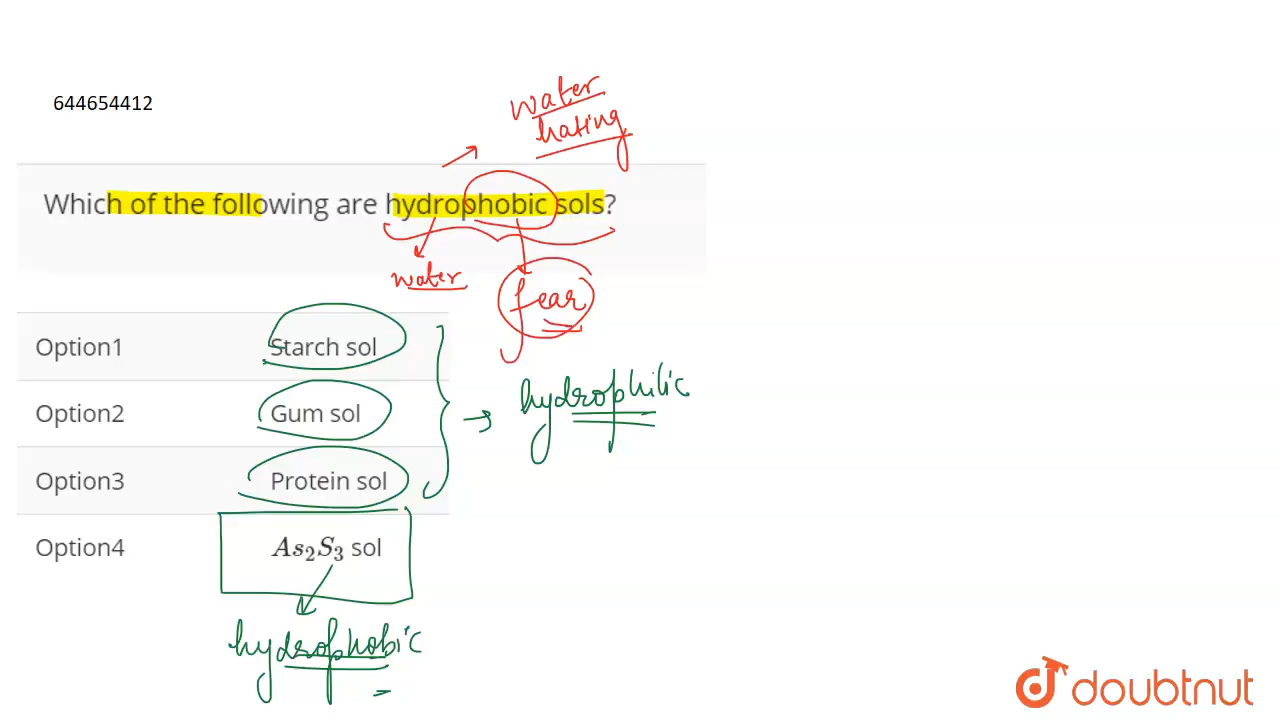 644654412
water
hating
Which of the following are hydrophobic sols?
water
fear
Option1 Starch sol
hydrophilic
Option2 Gum sol
Option3 Protein sol
Option4 As₂S₃ sol
hydrophobic
doubtnut